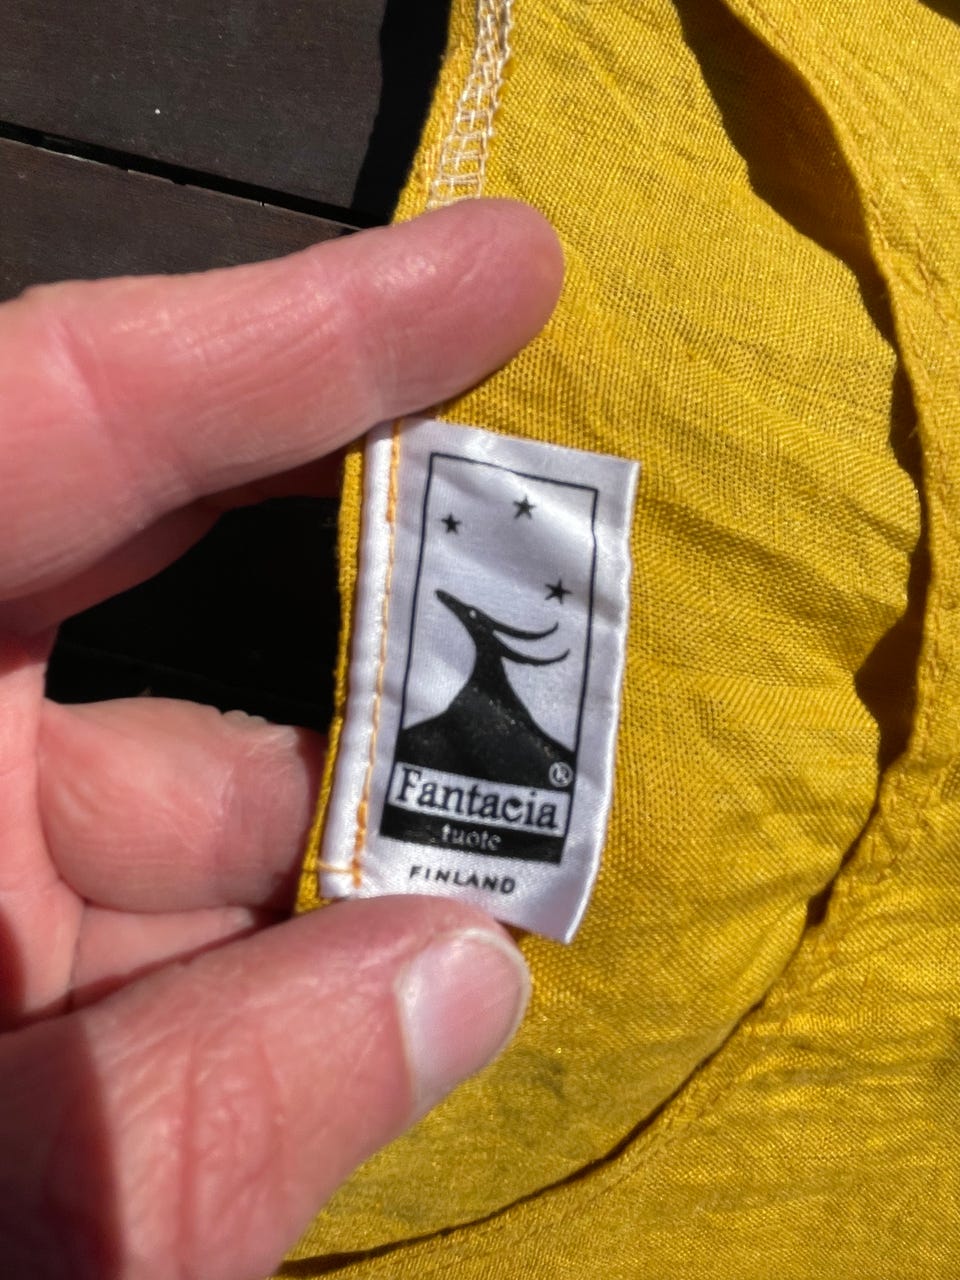 ®
Fantacia
tuote
FINLAND